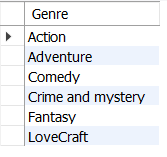 Genre
Action
Adventure
Comedy
Crime and mystery
Fantasy
LoveCraft